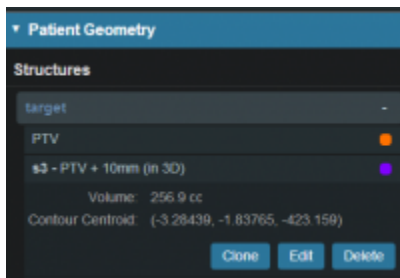 Patient Geometry
Structures
target -
PTV
s3 - PTV + 10mm (in 3D)
Volume: 256.9 cc
Contour Centroid: (-3.28439, -1.83765, -423.159)
Clone Edit Delete